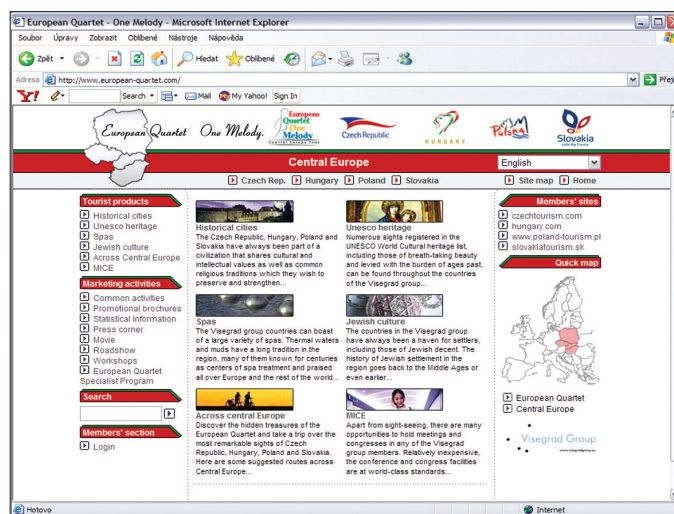 European Quartet - One Melody - Microsoft Internet Explorer
Soubor Úpravy Zobrazit Oblíbené Nástroje Nápověda
Zpět Hledat Oblíbené
Adresa http://www.european-quartet.com/ Přejí
Y! Search Mail My Yahoo! Sign In
European Quartet One Melody.
European
Quartet
One
Melody
Central Europe Your
Czech Republic
HUNGARY
Polska
Slovakia
Little Big Country
Central Europe
English
Czech Rep. Hungary Poland Slovakia
Site map Home
Tourist products
Historical cities
Unesco heritage
Spas
Jewish culture
Across Central Europe
MICE
Marketing activities
Common activities
Promotional brochures
Statistical Information
Press corner
Movie
Roadshow
Workshops
European Quartet
Specialist Program
Search
Members' section
Login
Historical cities
The Czech Republic, Hungary, Poland and
Slovakia have always been part of a
civilization that shares cultural and
intellectual values as well as common
religious traditions which they wish to
preserve and strengthen...
Unesco heritage
Numerous sights registered in the
UNESCO World Cultural heritage list,
including those of breath-taking beauty
and levied with the burden of ages past,
can be found throughout the countries
of the Visegrad group...
Spas
The Visegrad group countries can boast
of a large variety of spas. Thermal waters
and muds have a long tradition in the
region, many of them known for centuries
as centers of spa treatment and praised
all over Europe and the rest of the world...
Jewish culture
The countries in the Visegrad group
have always been a haven for settlers,
including those of Jewish decent. The
history of Jewish settlement in the
region goes back to the Middle Ages or
even earlier...
Across central Europe
Discover the hidden treasures of the
European Quartet and take a trip over the
most remarkable sights of Czech
Republic, Hungary, Poland and Slovakia.
Here are some suggested routes across
Central Europe...
MICE
Apart from sight-seeing, there are many
opportunities to hold meetings and
congresses in any of the Visegrad
group members. Relatively inexpensive,
the conference and congress facilities
are at world-class standards...
Members' sites
czechtourism.com
hungary.com
www.poland-tourism.pl
slovakiatourism.sk
Quick map
European Quartet
Central Europe
Visegrad Group
www.visegradgroup.eu
Hotovo
Internet